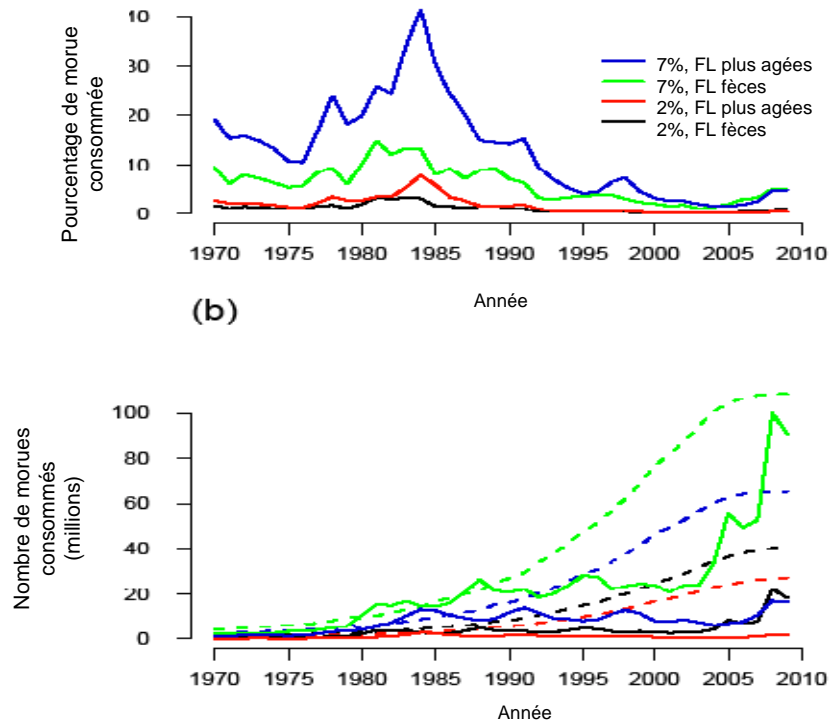 Pourcentage de morue
consommée
40
30
20
10
0
7%, FL plus agées
7%, FL fèces
2%, FL plus agées
2%, FL fèces
1970 1975 1980 1985 1990 1995 2000 2005 2010
Année
(b)
Nombre de morues
consommés
(millions)
100
80
60
40
20
0
1970 1975 1980 1985 1990 1995 2000 2005 2010
Année